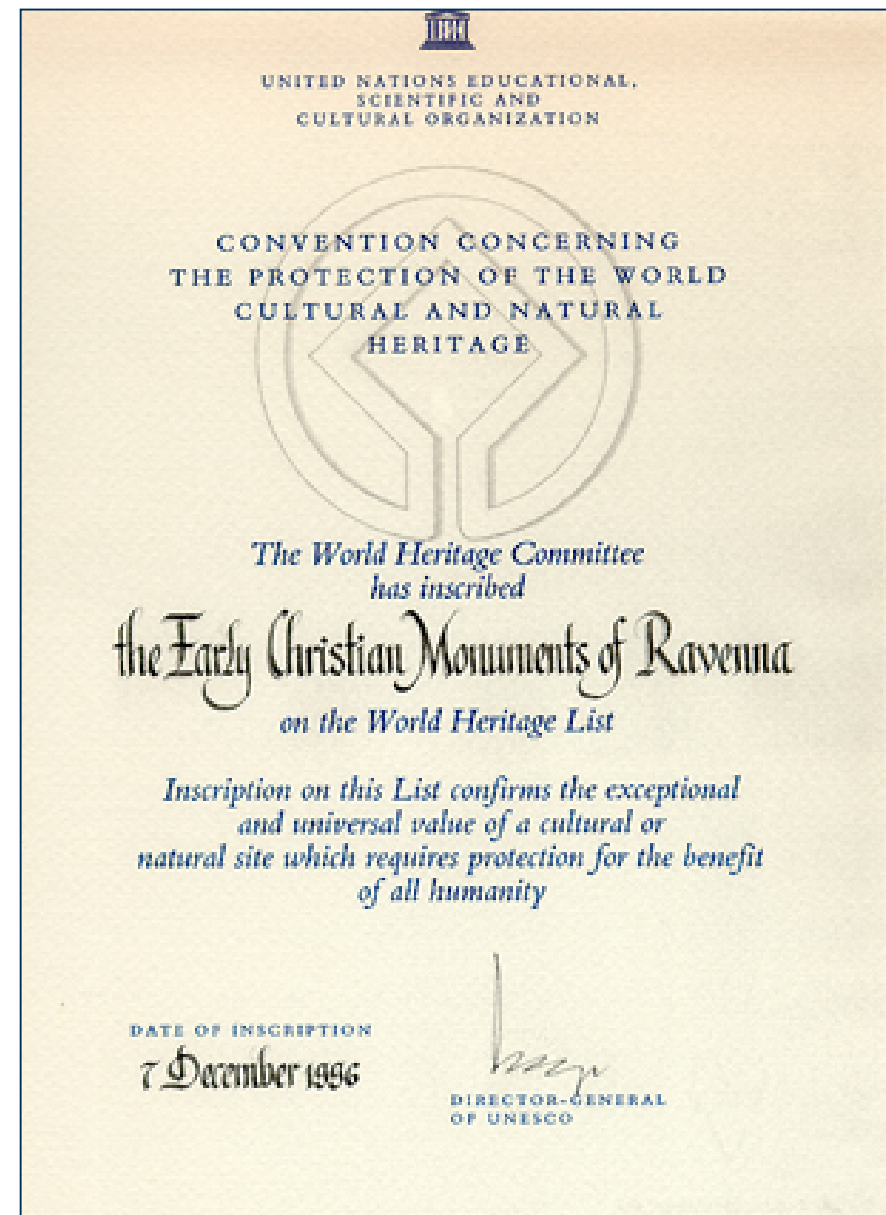 UNITED NATIONS EDUCATIONAL,
SCIENTIFIC AND
CULTURAL ORGANIZATION
CONVENTION CONCERNING
THE PROTECTION OF THE WORLD
CULTURAL AND NATURAL
HERITAGE
The World Heritage Committee
has inscribed
the Early Christian Monuments of Ravenna
on the World Heritage List
Inscription on this List confirms the exceptional
and universal value of a cultural or
natural site which requires protection for the benefit
of all humanity
DATE OF INSCRIPTION
7 December 1996
DIRECTOR-GENERAL
OF UNESCO